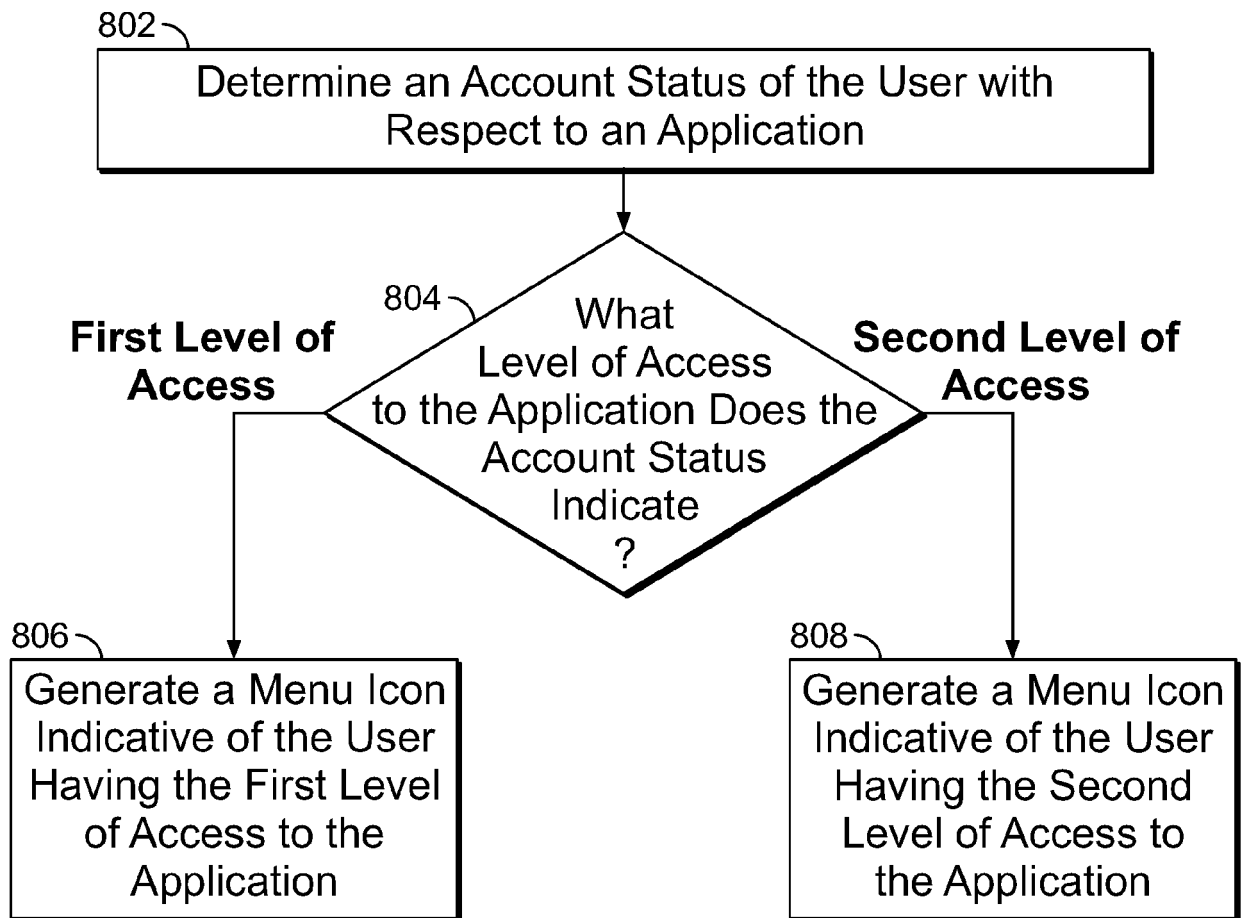 802
Determine an Account Status of the User with
Respect to an Application
804
What
Level of Access
to the Application Does the
Account Status
Indicate
?
First Level of
Access
Second Level of
Access
806
Generate a Menu Icon
Indicative of the User
Having the First Level
of Access to the
Application
808
Generate a Menu Icon
Indicative of the User
Having the Second
Level of Access to
the Application